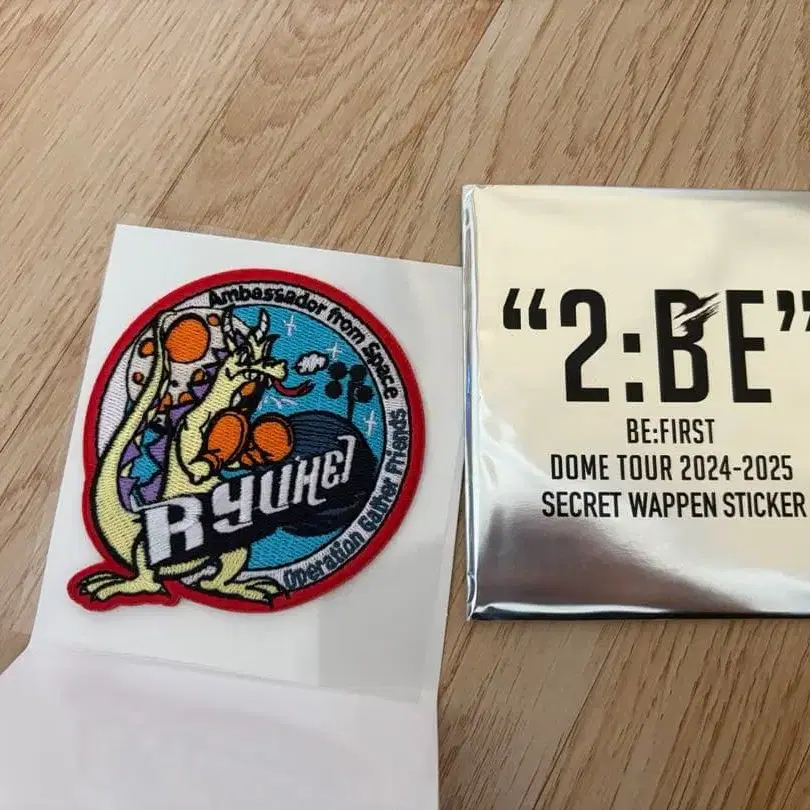 Ambassador from Space
RYUHEI
Operation Gather Friends
“2:BE”
BE:FIRST
DOME TOUR 2024-2025
SECRET WAPPEN STICKER